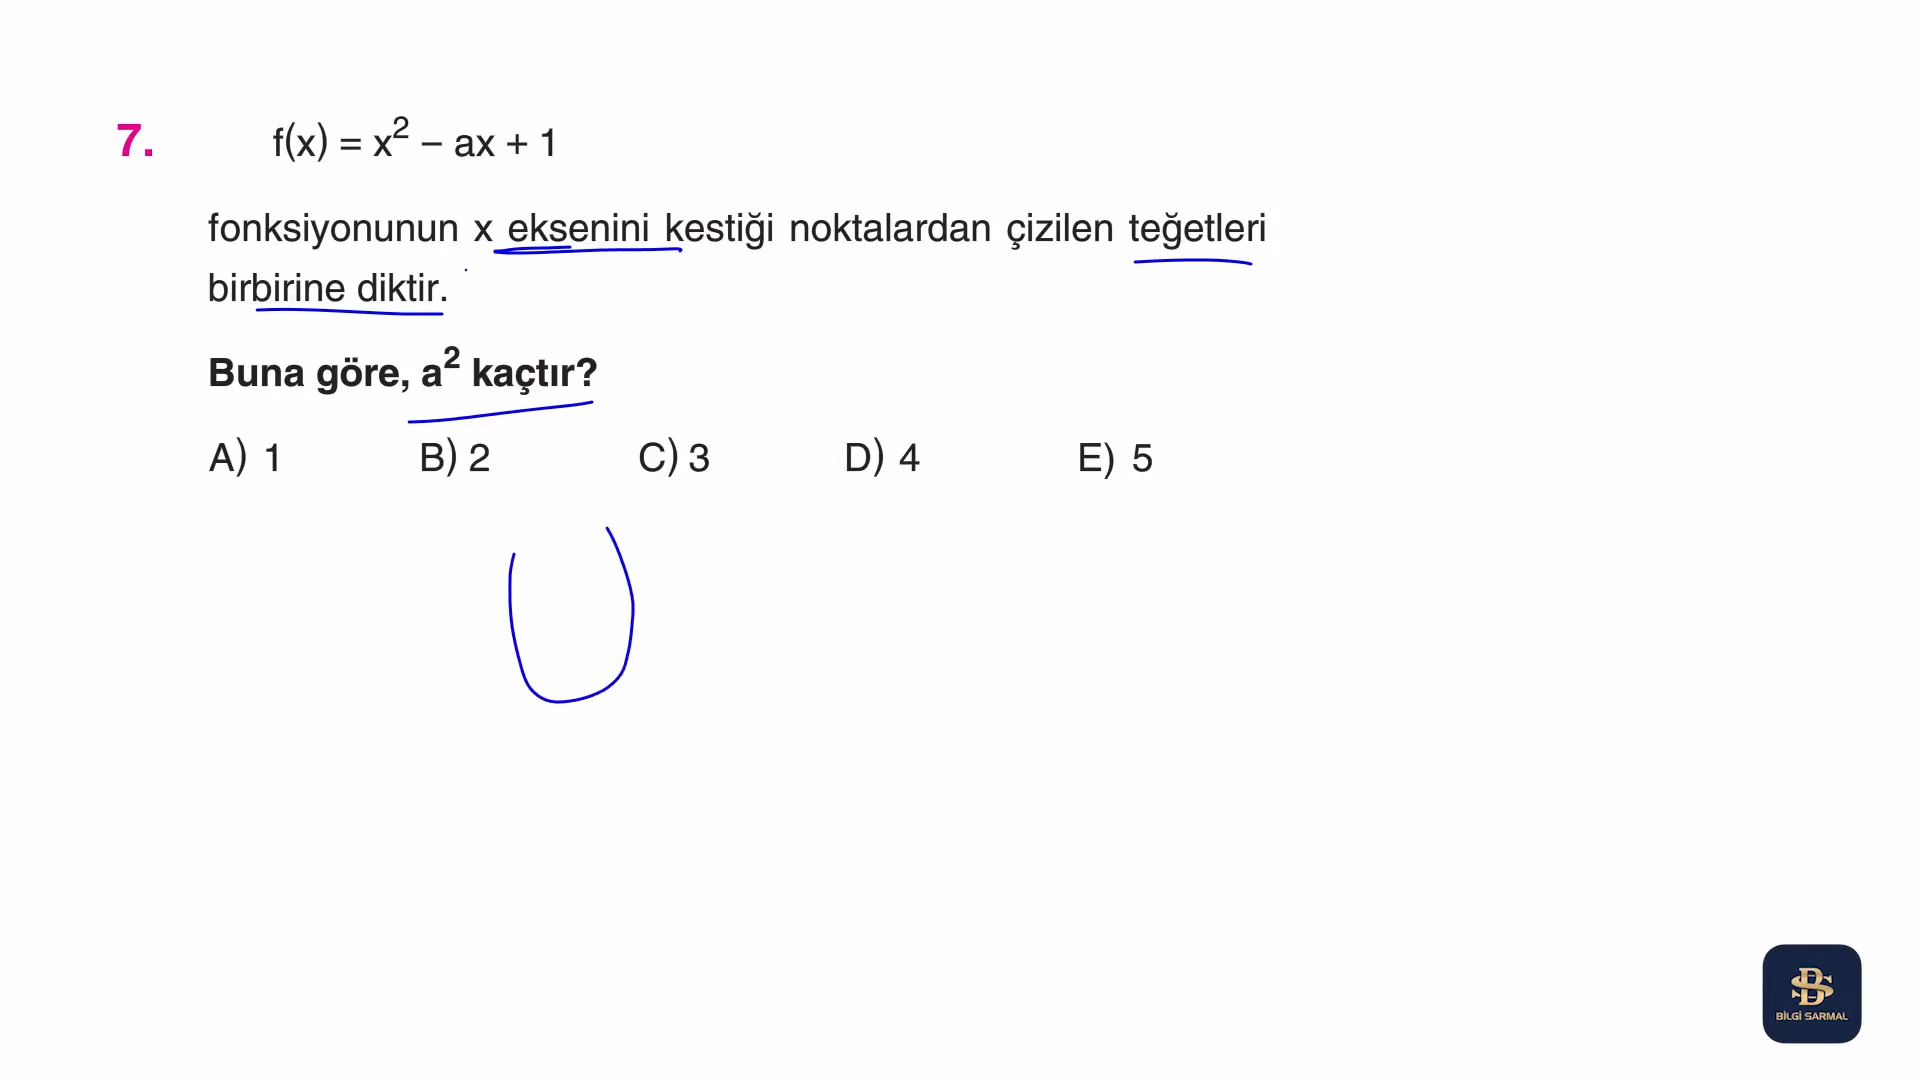 7. f(x) = x² – ax + 1
fonksiyonunun x eksenini kestiği noktalardan çizilen teğetleri
birbirine diktir.
Buna göre, a² kaçtır?
A) 1 B) 2 C) 3 D) 4 E) 5
BİLGİ SARMAL